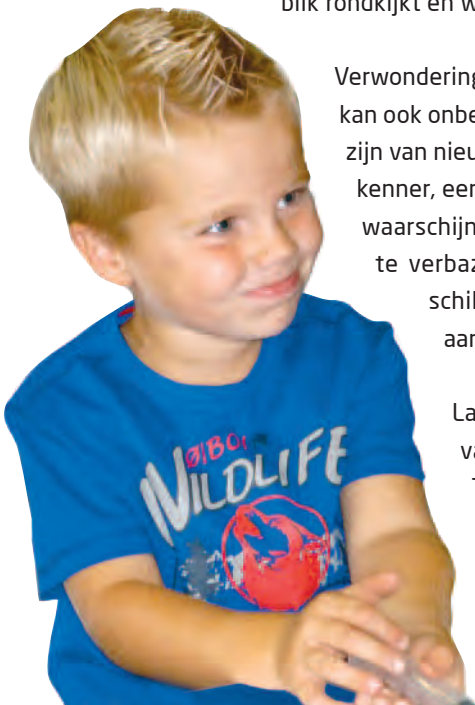 blik rondkijkt en w
Verwondering
kan ook onbe
zijn van nieu
kenner, een
waarschijn
te verbaz
schil
aan
La
va
WILDLIFE